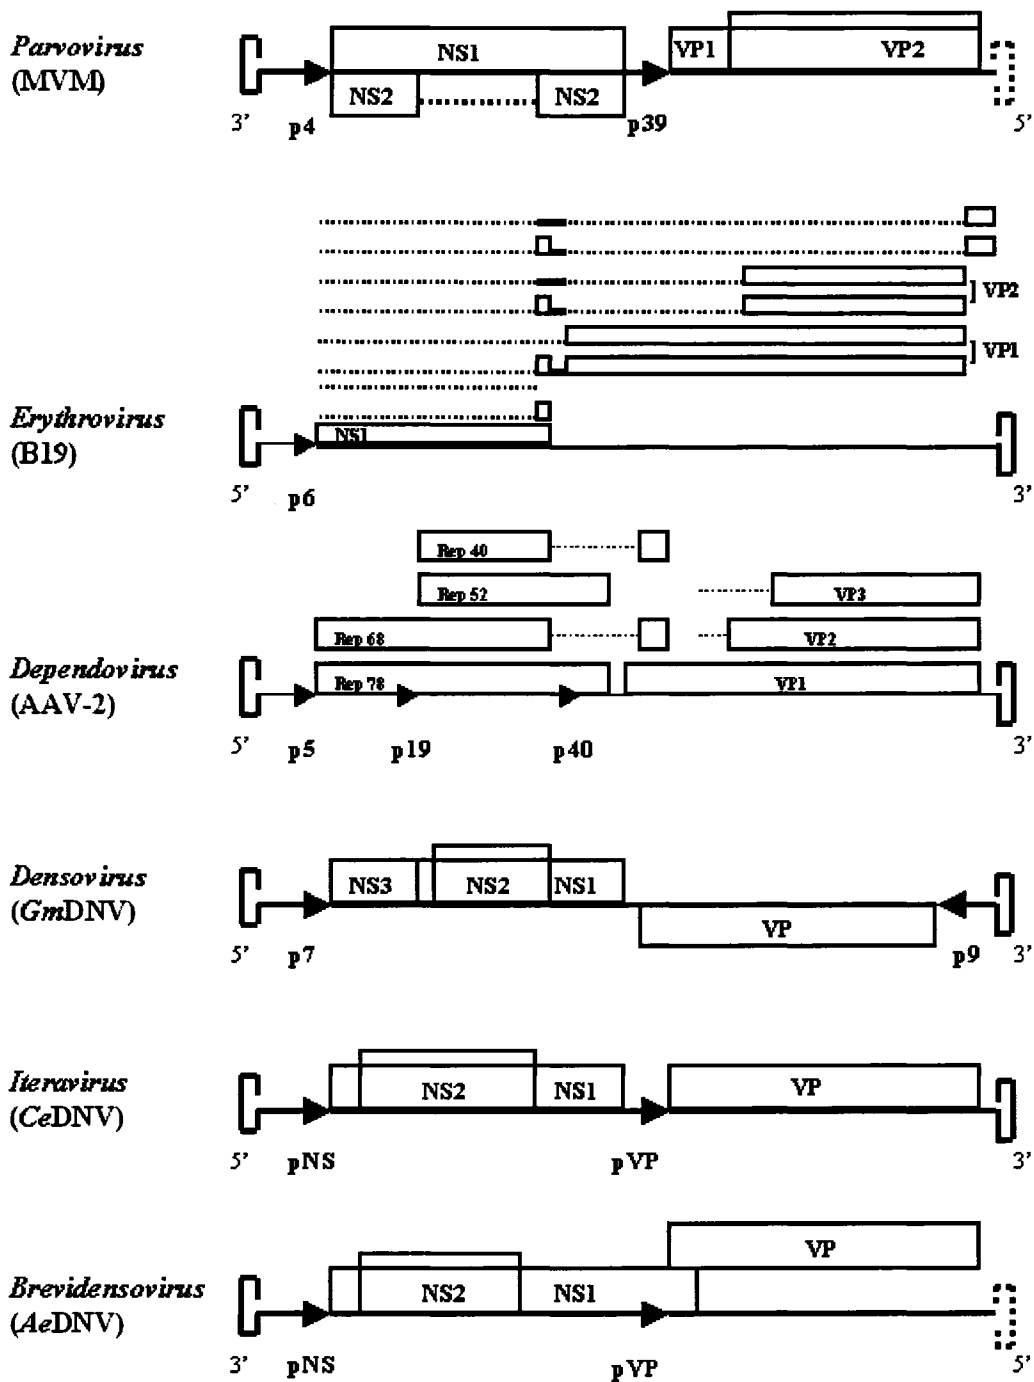 Parvovirus
(MVM)
NS1
VP1
VP2
NS2
NS2
3’
p4
p39
5’
VP2
VP1
Erythrovirus
(B19)
NS1
5’
p6
3’
Rep 40
Rep 52
VP3
Rep 68
VP2
Dependovirus
(AAV-2)
Rep 78
VP1
5’
p5
p19
p40
3’
Densovirus
(GmDNV)
NS3
NS2
NS1
VP
5’
p7
p9
3’
Iteravirus
(CeDNV)
NS2
NS1
VP
5’
pNS
pVP
3’
VP
Brevidensovirus
(AeDNV)
NS2
NS1
3’
pNS
pVP
5’